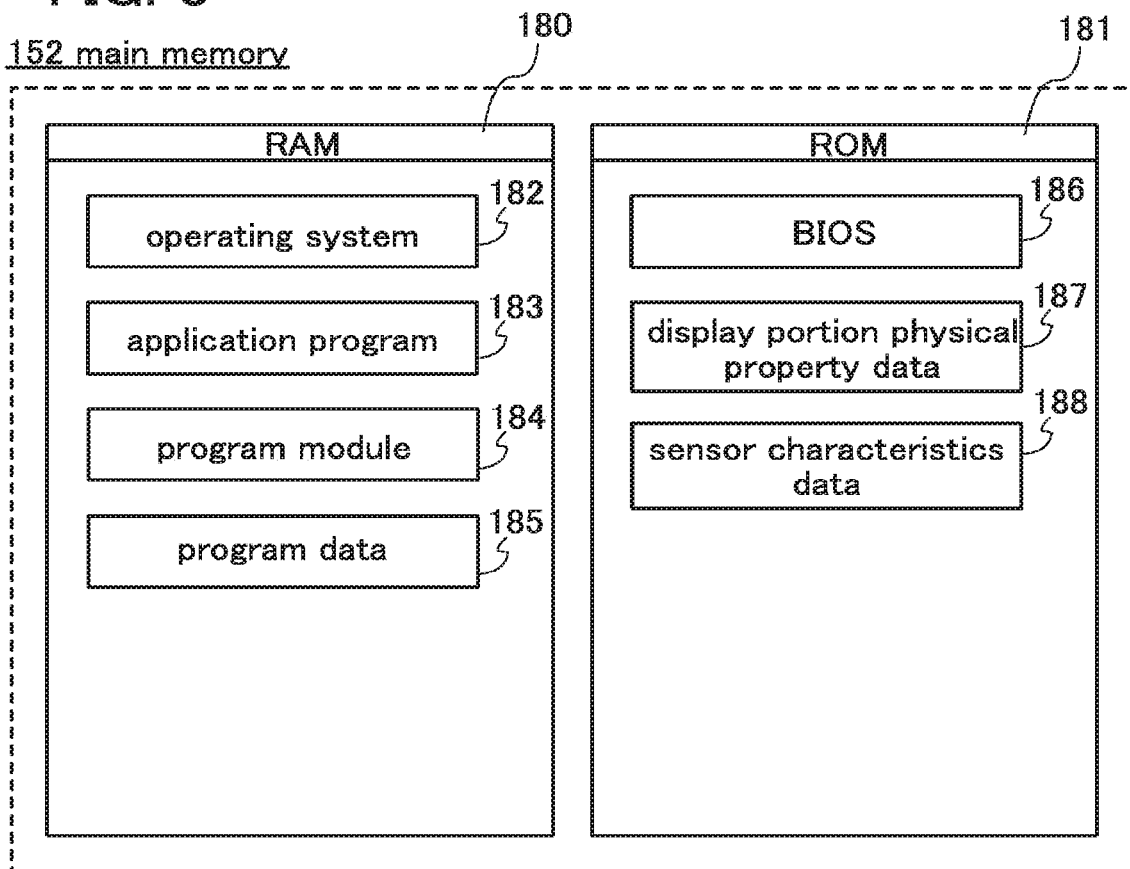 152 main memory
180
181
RAM
ROM
182
operating system
183
application program
184
program module
185
program data
186
BIOS
187
display portion physical
property data
188
sensor characteristics
data